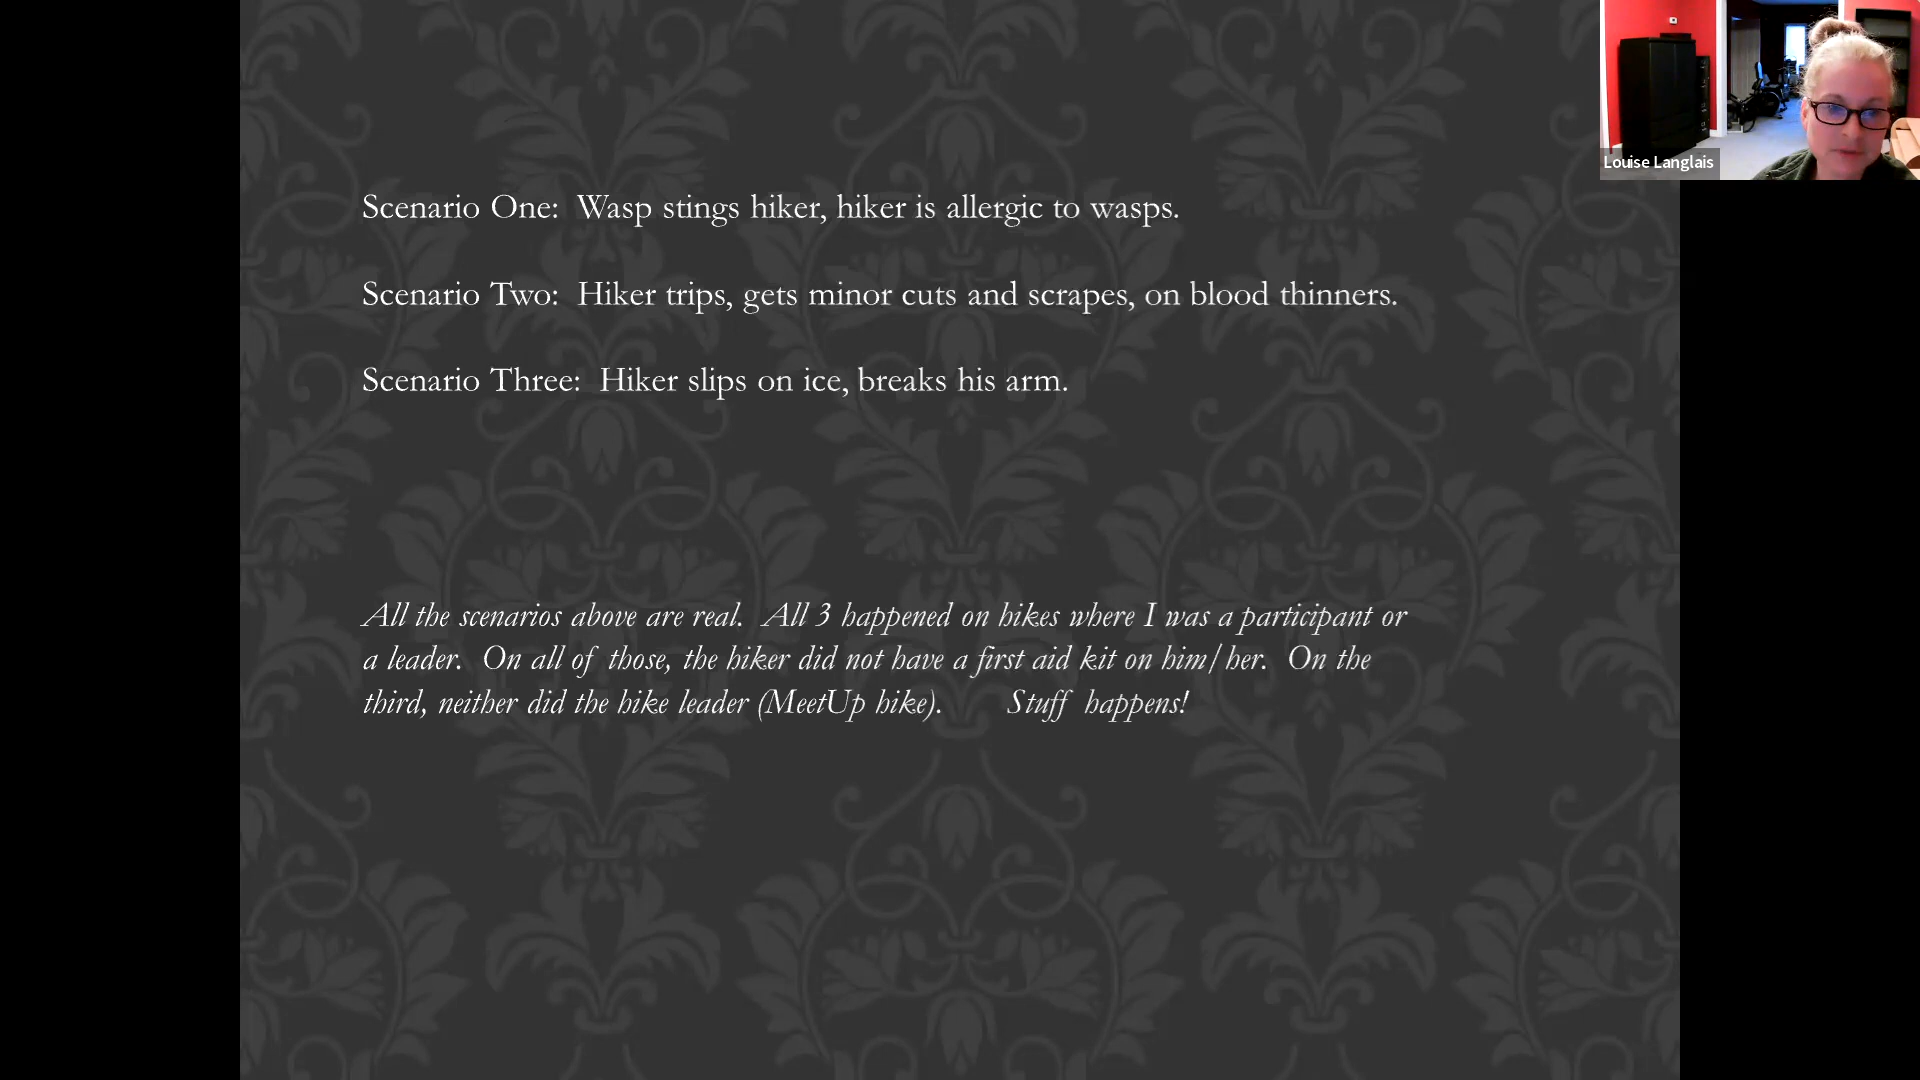 Louise Langlais
Scenario One:  Wasp stings hiker, hiker is allergic to wasps.
Scenario Two:  Hiker trips, gets minor cuts and scrapes, on blood thinners.
Scenario Three:  Hiker slips on ice, breaks his arm.
All the scenarios above are real.  All 3 happened on hikes where I was a participant or
a leader.  On all of those, the hiker did not have a first aid kit on him/her.  On the
third, neither did the hike leader (MeetUp hike).      Stuff happens!